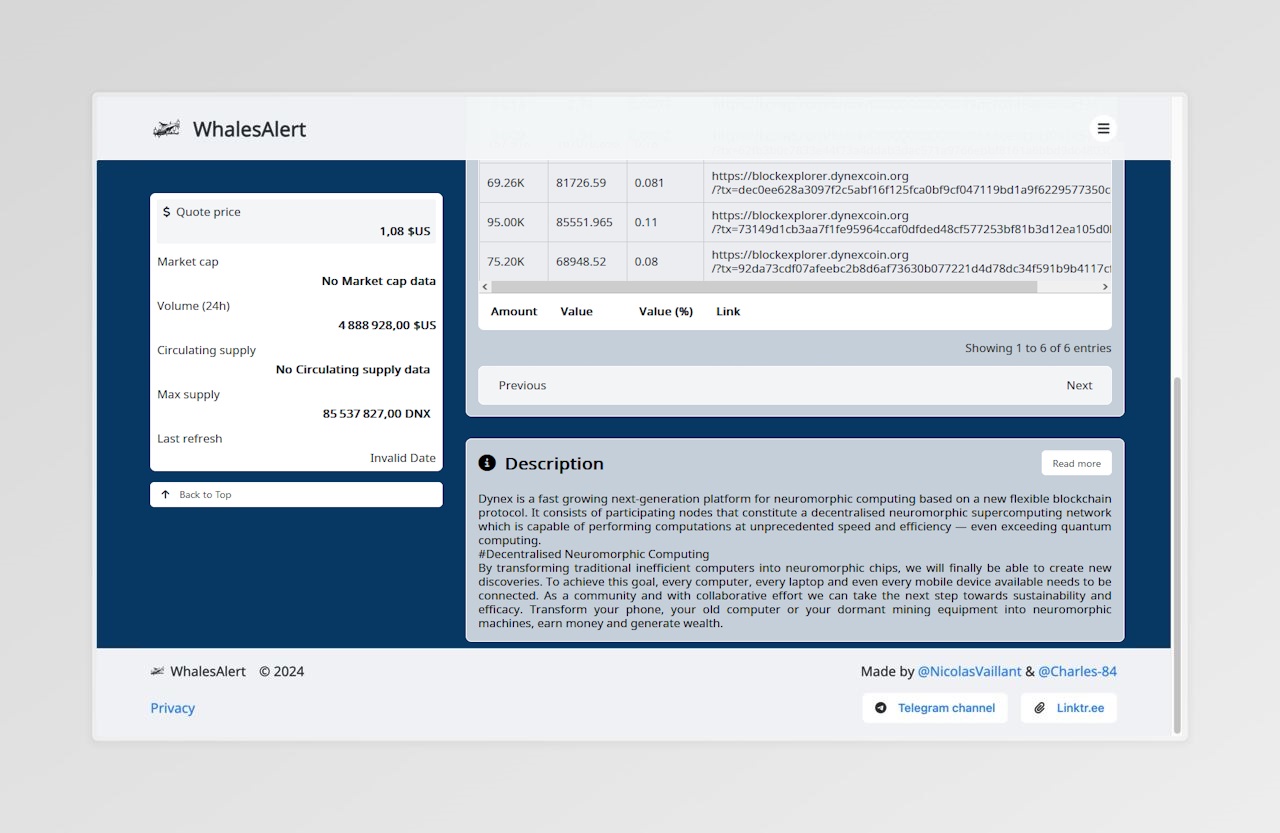 WhalesAlert
$ Quote price
1,08 $US
Market cap
No Market cap data
Volume (24h)
4 888 928,00 $US
Circulating supply
No Circulating supply data
Max supply
85 537 827,00 DNX
Last refresh
Invalid Date
Back to Top
69.26K 81726.59 0.081 https://blockexplorer.dynexcoin.org
/?tx=dec0ee628a3097f2c5abf16f125fca0bf9cf047119bd1a9f6229577350c
95.00K 85551.965 0.11 https://blockexplorer.dynexcoin.org
/?tx=73149d1cb3aa7f1fe95964ccaf0dfded48cf577253bf81b3d12ea105d0
75.20K 68948.52 0.08 https://blockexplorer.dynexcoin.org
/?tx=92da73cdf07afeebc2b8d6af73630b077221d4d78dc34f591b9b4117c
Amount Value Value (%) Link
Showing 1 to 6 of 6 entries
Previous Next
Description
Read more
Dynex is a fast growing next-generation platform for neuromorphic computing based on a new flexible blockchain
protocol. It consists of participating nodes that constitute a decentralised neuromorphic supercomputing network
which is capable of performing computations at unprecedented speed and efficiency — even exceeding quantum
computing.
#Decentralised Neuromorphic Computing
By transforming traditional inefficient computers into neuromorphic chips, we will finally be able to create new
discoveries. To achieve this goal, every computer, every laptop and even every mobile device available needs to be
connected. As a community and with collaborative effort we can take the next step towards sustainability and
efficacy. Transform your phone, your old computer or your dormant mining equipment into neuromorphic
machines, earn money and generate wealth.
WhalesAlert © 2024
Made by @NicolasVaillant & @Charles-84
Privacy
Telegram channel
Linktr.ee